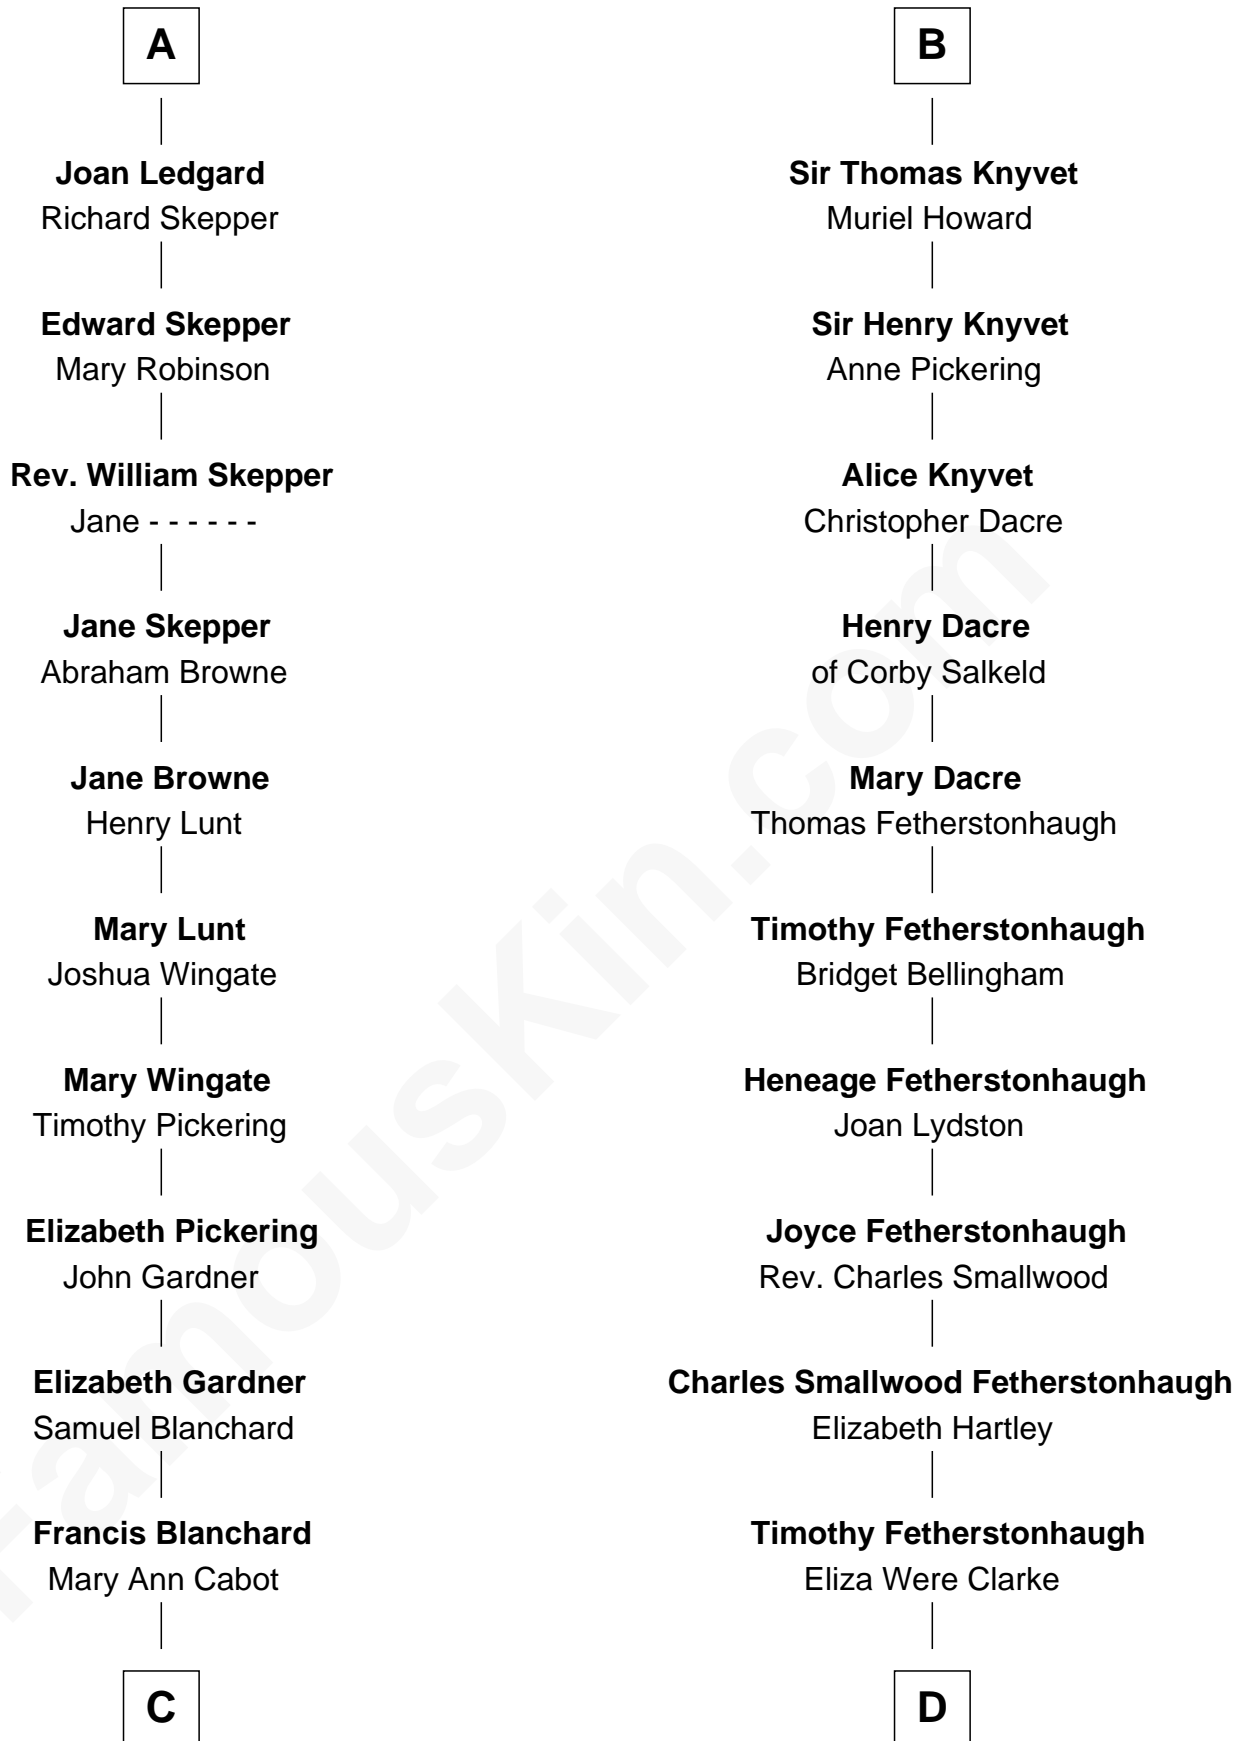 A
Joan Ledgard
Richard Skepper
Edward Skepper
Mary Robinson
Rev. William Skepper
Jane - - - - - -
Jane Skepper
Abraham Browne
Jane Browne
Henry Lunt
Mary Lunt
Joshua Wingate
Mary Wingate
Timothy Pickering
Elizabeth Pickering
John Gardner
Elizabeth Gardner
Samuel Blanchard
Francis Blanchard
Mary Ann Cabot
C
B
Sir Thomas Knyvet
Muriel Howard
Sir Henry Knyvet
Anne Pickering
Alice Knyvet
Christopher Dacre
Henry Dacre
of Corby Salkeld
Mary Dacre
Thomas Fetherstonhaugh
Timothy Fetherstonhaugh
Bridget Bellingham
Heneage Fetherstonhaugh
Joan Lydston
Joyce Fetherstonhaugh
Rev. Charles Smallwood
Charles Smallwood Fetherstonhaugh
Elizabeth Hartley
Timothy Fetherstonhaugh
Eliza Were Clarke
D
FamousKin.com